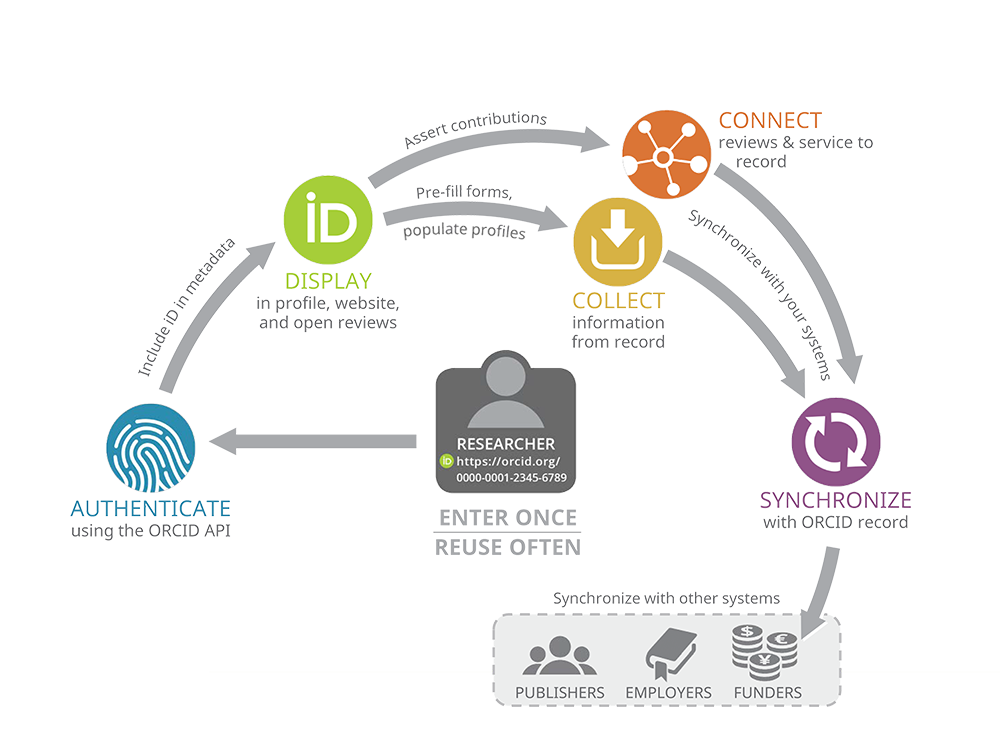 Assert contributions
CONNECT
reviews & service to
record
Pre-fill forms,
populate profiles
iD
DISPLAY
in profile, website,
and open reviews
Include iD in metadata
COLLECT
information
from record
Synchronize with your systems
RESEARCHER
iD https://orcid.org/
0000-0001-2345-6789
ENTER ONCE
REUSE OFTEN
AUTHENTICATE
using the ORCID API
SYNCHRONIZE
with ORCID record
Synchronize with other systems
$ €
¥
PUBLISHERS EMPLOYERS FUNDERS